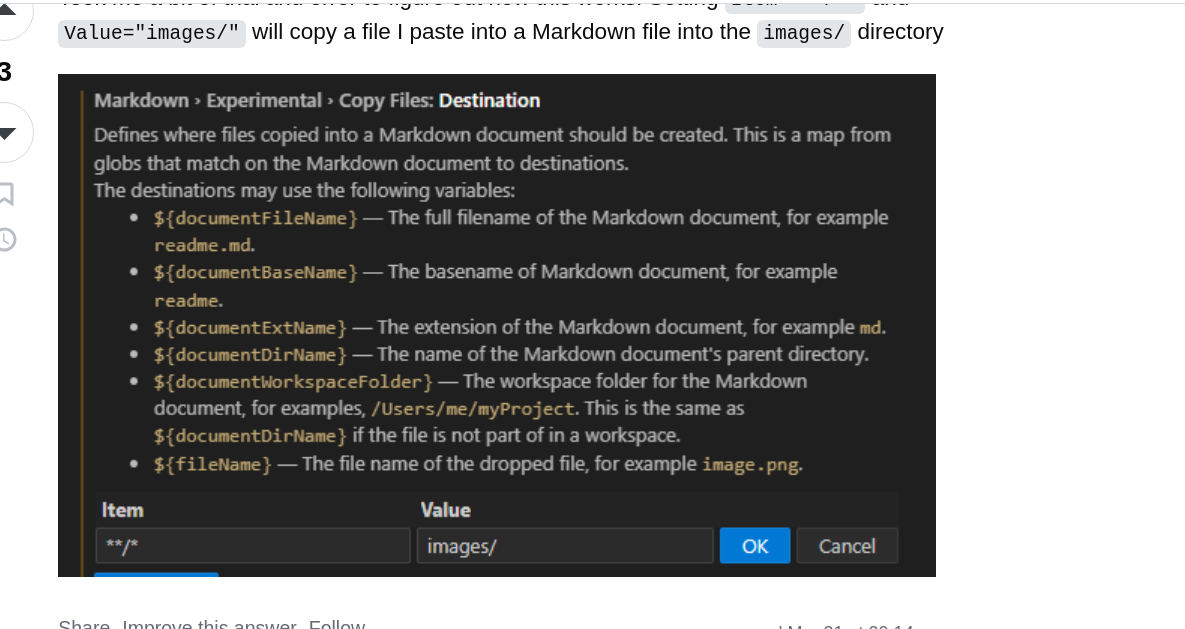 Value="images/" will copy a file I paste into a Markdown file into the images/ directory
3
Markdown › Experimental › Copy Files: Destination
Defines where files copied into a Markdown document should be created. This is a map from
globs that match on the Markdown document to destinations.
The destinations may use the following variables:
• ${documentFileName} — The full filename of the Markdown document, for example
readme.md.
• ${documentBaseName} — The basename of Markdown document, for example
readme.
• ${documentExtName} — The extension of the Markdown document, for example md.
• ${documentDirName} — The name of the Markdown document's parent directory.
• ${documentWorkspaceFolder} — The workspace folder for the Markdown
document, for examples, /Users/me/myProject. This is the same as
${documentDirName} if the file is not part of in a workspace.
• ${fileName} — The file name of the dropped file, for example image.png.
Item Value
**/* images/ OK Cancel
Share Improve this answer Follow